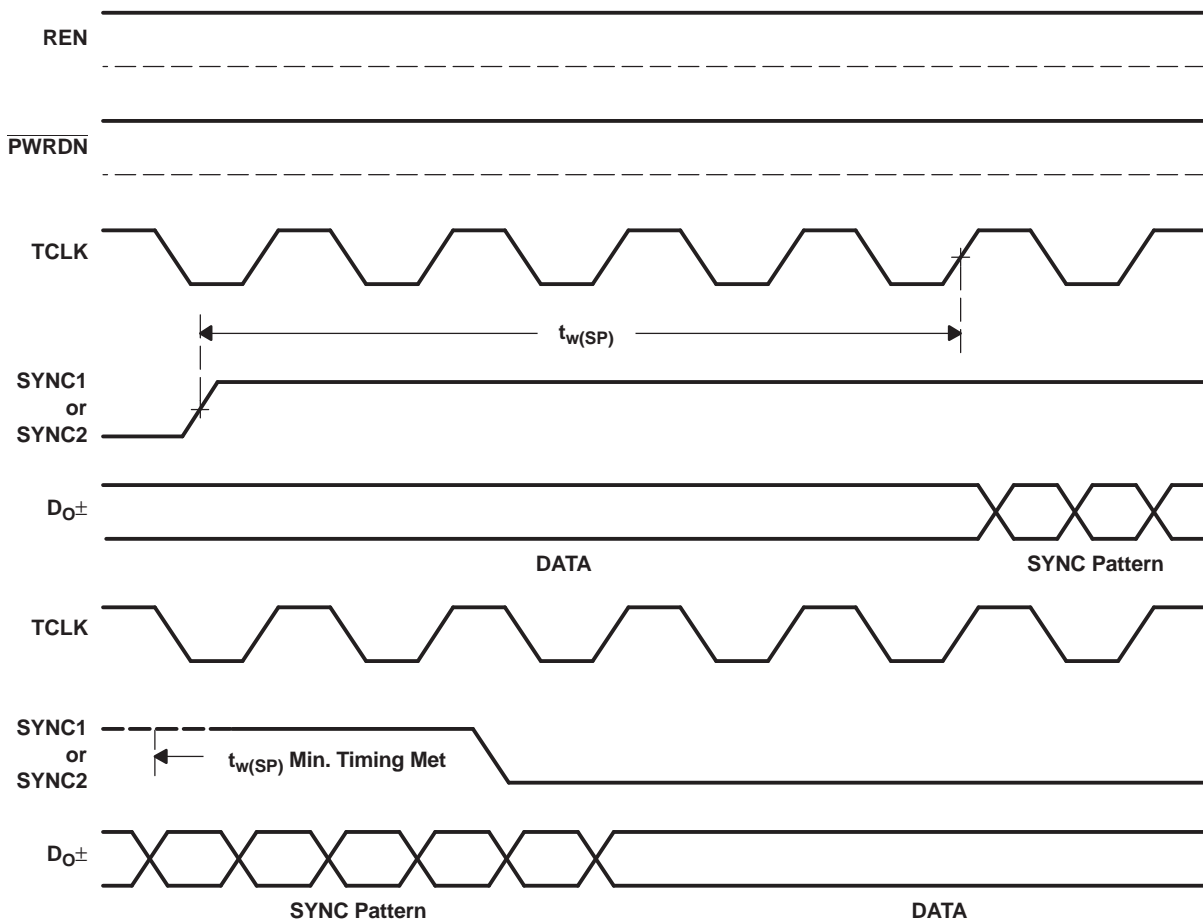 REN
PWRDN
TCLK
tw(SP)
SYNC1
or
SYNC2
DO±
DATA
SYNC Pattern
TCLK
SYNC1
or
SYNC2
tw(SP) Min. Timing Met
DO±
SYNC Pattern
DATA